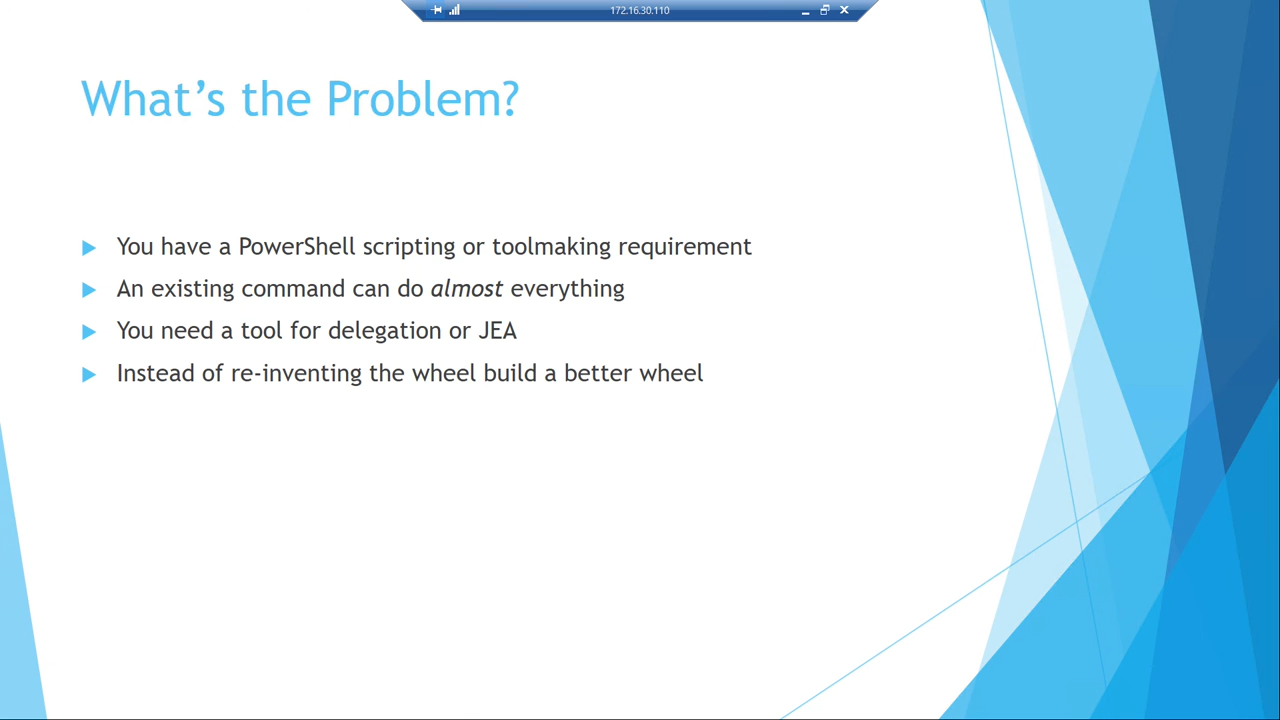 172.16.30.110
What's the Problem?
You have a PowerShell scripting or toolmaking requirement
An existing command can do almost everything
You need a tool for delegation or JEA
Instead of re-inventing the wheel build a better wheel